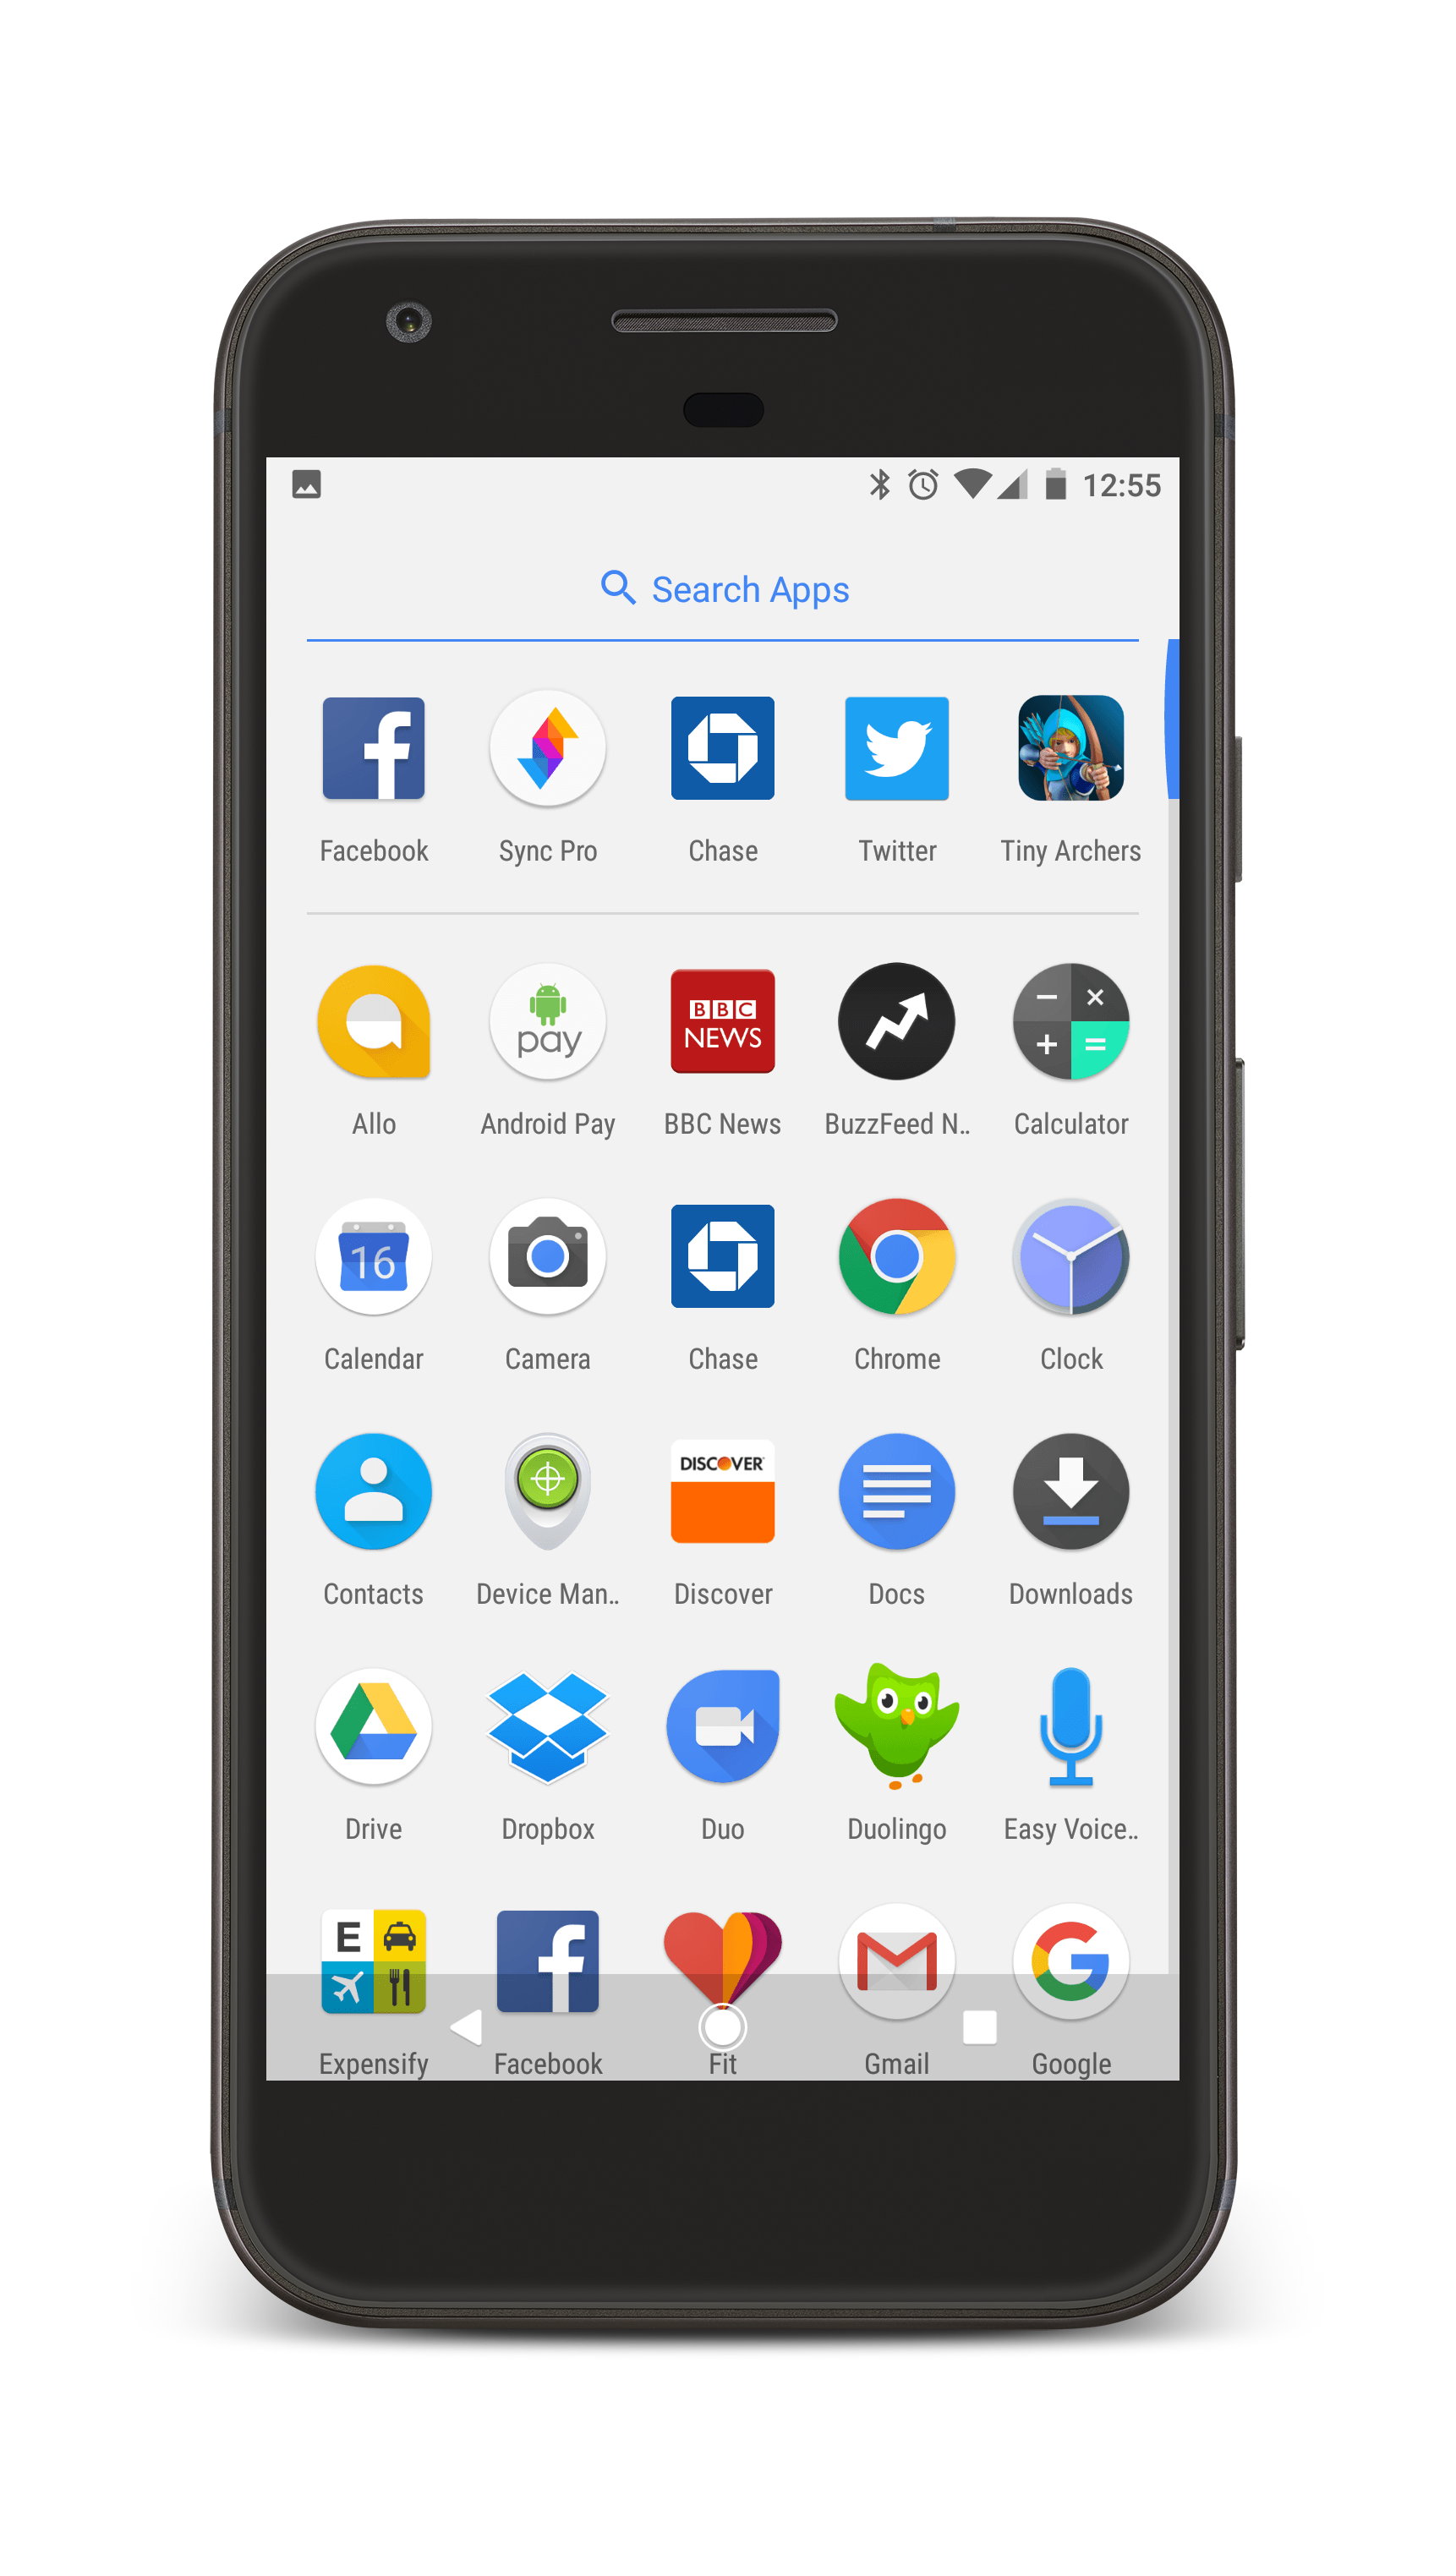 12:55
Search Apps
Facebook Sync Pro Chase Twitter Tiny Archers
pay
BBC
NEWS
Allo Android Pay BBC News BuzzFeed N.. Calculator
16
Calendar Camera Chase Chrome Clock
DISCOVER
Contacts Device Man.. Discover Docs Downloads
Drive Dropbox Duo Duolingo Easy Voice..
E
Expensify Facebook Fit Gmail Google